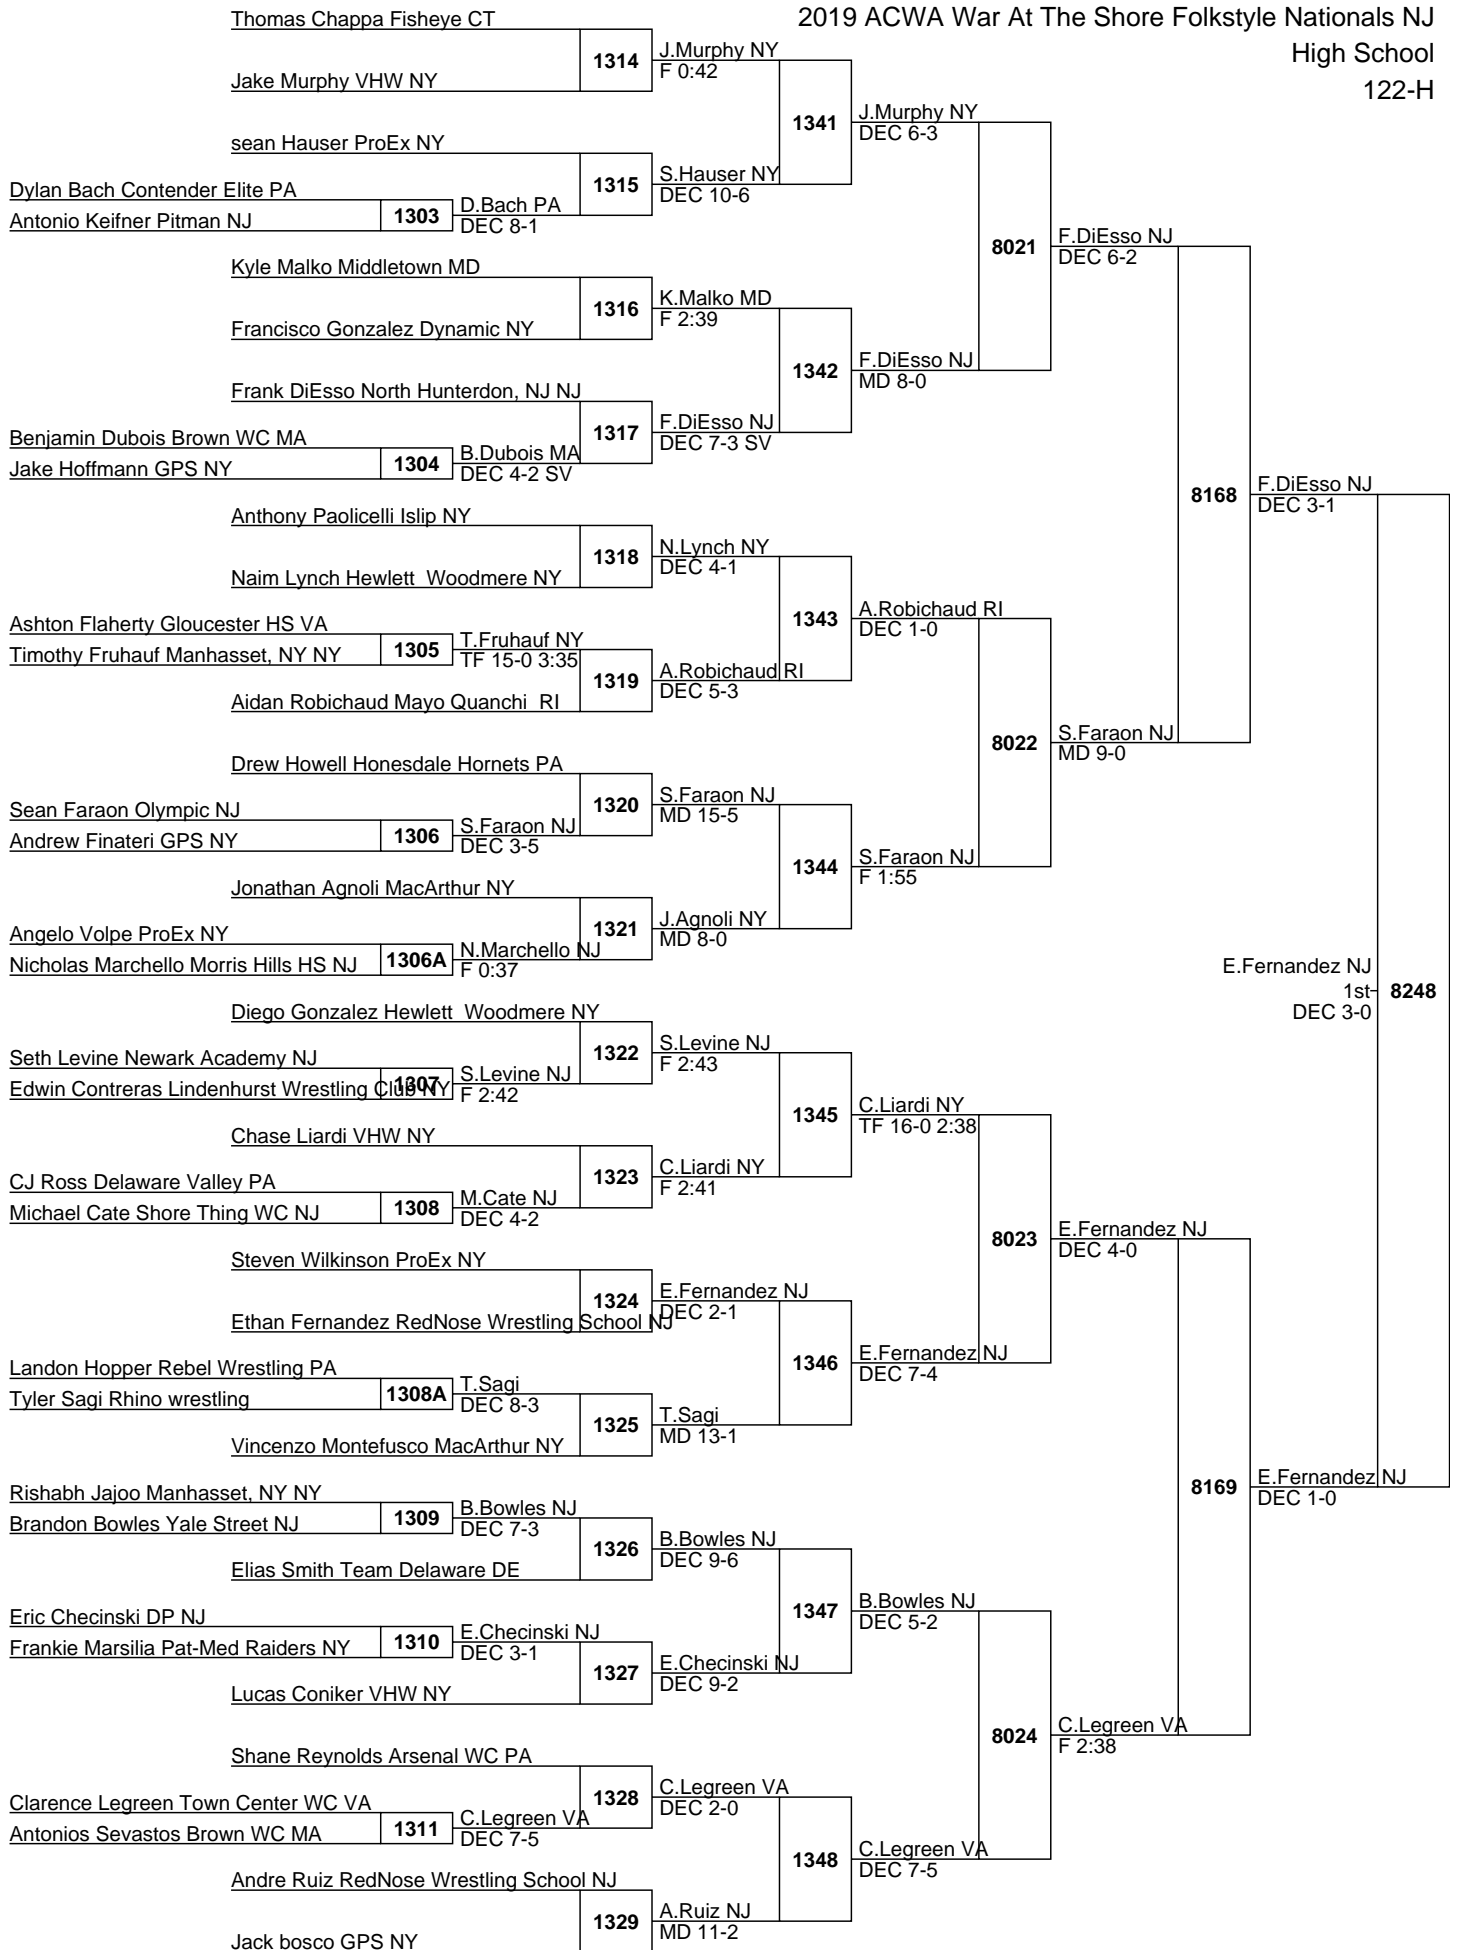 2019 ACWA War At The Shore Folkstyle Nationals NJ
High School
122-H
Thomas Chappa Fisheye CT
1314
J.Murphy NY
F 0:42
Jake Murphy VHW NY
1341
J.Murphy NY
DEC 6-3
sean Hauser ProEx NY
1315
S.Hauser NY
DEC 10-6
Dylan Bach Contender Elite PA
Antonio Keifner Pitman NJ
1303
D.Bach PA
DEC 8-1
8021
F.DiEsso NJ
DEC 6-2
Kyle Malko Middletown MD
1316
K.Malko MD
F 2:39
Francisco Gonzalez Dynamic NY
1342
F.DiEsso NJ
MD 8-0
Frank DiEsso North Hunterdon, NJ NJ
1317
F.DiEsso NJ
DEC 7-3 SV
Benjamin Dubois Brown WC MA
Jake Hoffmann GPS NY
1304
B.Dubois MA
DEC 4-2 SV
8168
F.DiEsso NJ
DEC 3-1
Anthony Paolicelli Islip NY
1318
N.Lynch NY
DEC 4-1
Naim Lynch Hewlett  Woodmere NY
1343
A.Robichaud RI
DEC 1-0
Ashton Flaherty Gloucester HS VA
Timothy Fruhauf Manhasset, NY NY
1305
T.Fruhauf NY
TF 15-0 3:35
1319
A.Robichaud RI
DEC 5-3
Aidan Robichaud Mayo Quanchi  RI
8022
S.Faraon NJ
MD 9-0
Drew Howell Honesdale Hornets PA
1320
S.Faraon NJ
MD 15-5
Sean Faraon Olympic NJ
Andrew Finateri GPS NY
1306
S.Faraon NJ
DEC 3-5
1344
S.Faraon NJ
F 1:55
Jonathan Agnoli MacArthur NY
1321
J.Agnoli NY
MD 8-0
Angelo Volpe ProEx NY
Nicholas Marchello Morris Hills HS NJ
1306A
N.Marchello NJ
F 0:37
E.Fernandez NJ
1st
DEC 3-0
8248
Diego Gonzalez Hewlett  Woodmere NY
1322
S.Levine NJ
F 2:43
Seth Levine Newark Academy NJ
Edwin Contreras Lindenhurst Wrestling Club NY
1307
S.Levine NJ
F 2:42
1345
C.Liardi NY
TF 16-0 2:38
Chase Liardi VHW NY
1323
C.Liardi NY
F 2:41
CJ Ross Delaware Valley PA
Michael Cate Shore Thing WC NJ
1308
M.Cate NJ
DEC 4-2
8023
E.Fernandez NJ
DEC 4-0
Steven Wilkinson ProEx NY
1324
E.Fernandez NJ
DEC 2-1
Ethan Fernandez RedNose Wrestling School NJ
1346
E.Fernandez NJ
DEC 7-4
Landon Hopper Rebel Wrestling PA
Tyler Sagi Rhino wrestling
1308A
T.Sagi
DEC 8-3
1325
T.Sagi
MD 13-1
Vincenzo Montefusco MacArthur NY
8169
E.Fernandez NJ
DEC 1-0
Rishabh Jajoo Manhasset, NY NY
Brandon Bowles Yale Street NJ
1309
B.Bowles NJ
DEC 7-3
1326
B.Bowles NJ
DEC 9-6
Elias Smith Team Delaware DE
1347
B.Bowles NJ
DEC 5-2
Eric Checinski DP NJ
Frankie Marsilia Pat-Med Raiders NY
1310
E.Checinski NJ
DEC 3-1
1327
E.Checinski NJ
DEC 9-2
Lucas Coniker VHW NY
8024
C.Legreen VA
F 2:38
Shane Reynolds Arsenal WC PA
1328
C.Legreen VA
DEC 2-0
Clarence Legreen Town Center WC VA
Antonios Sevastos Brown WC MA
1311
C.Legreen VA
DEC 7-5
1348
C.Legreen VA
DEC 7-5
Andre Ruiz RedNose Wrestling School NJ
1329
A.Ruiz NJ
MD 11-2
Jack bosco GPS NY